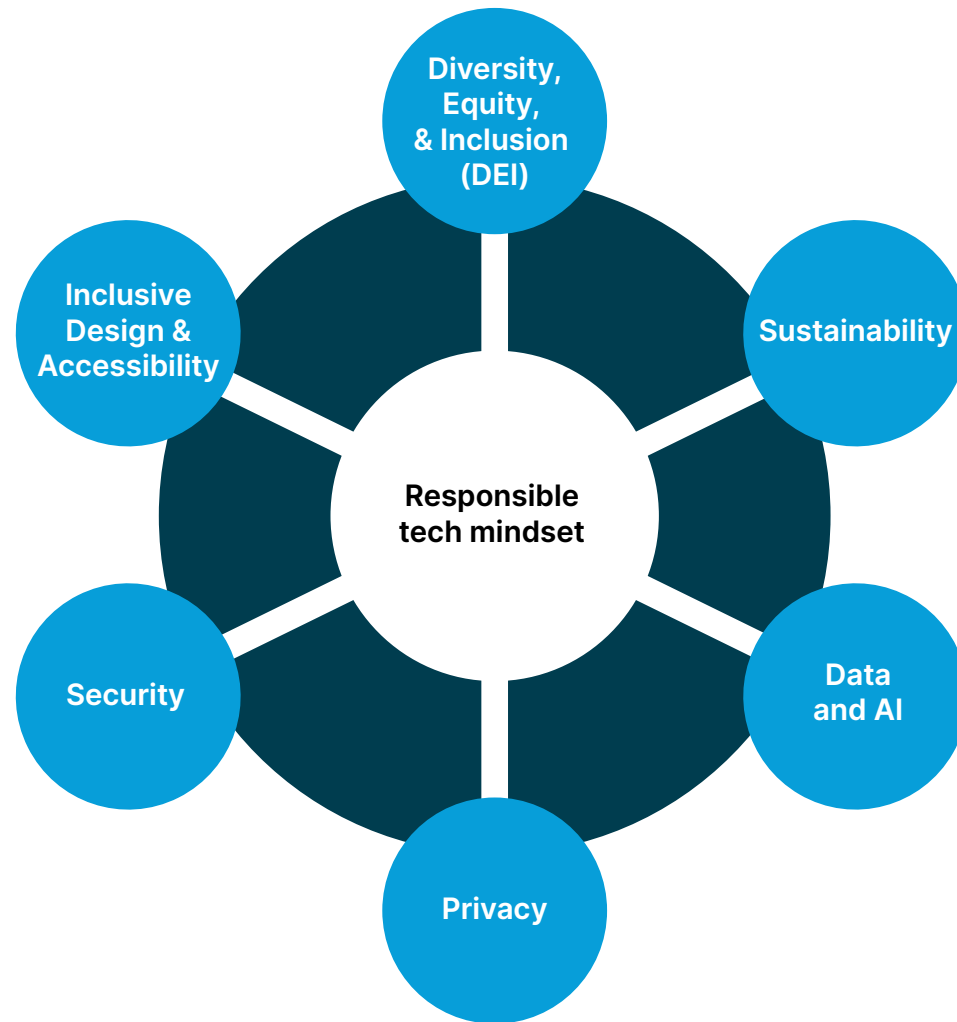 Diversity,
Equity,
& Inclusion
(DEI)
Inclusive
Design &
Accessibility
Sustainability
Responsible
tech mindset
Security
Data
and AI
Privacy